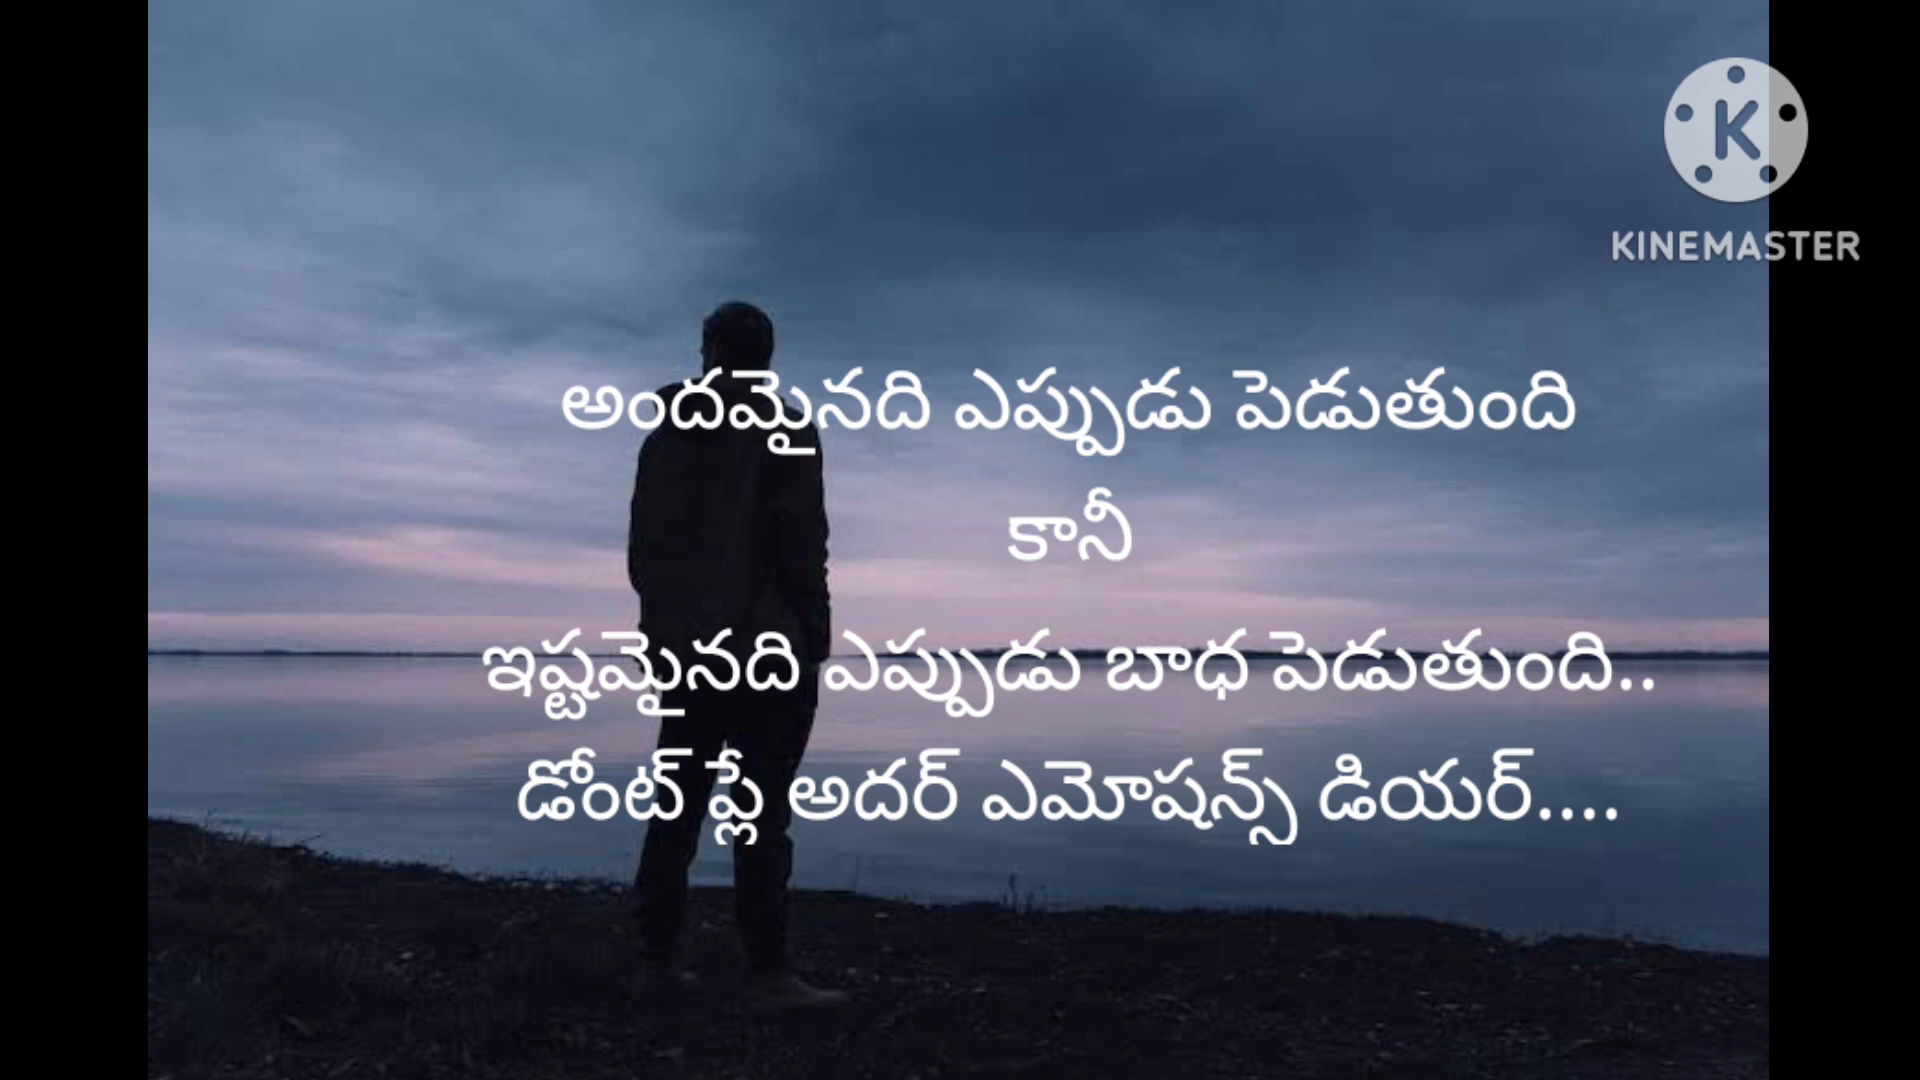 KINEMASTER
అందమైనది ఎప్పుడు పెడుతుంది
కానీ
ఇష్టమైనది ఎప్పుడు బాధ పెడుతుంది..
డోంట్ ప్లే అదర్ ఎమోషన్స్ డియర్....